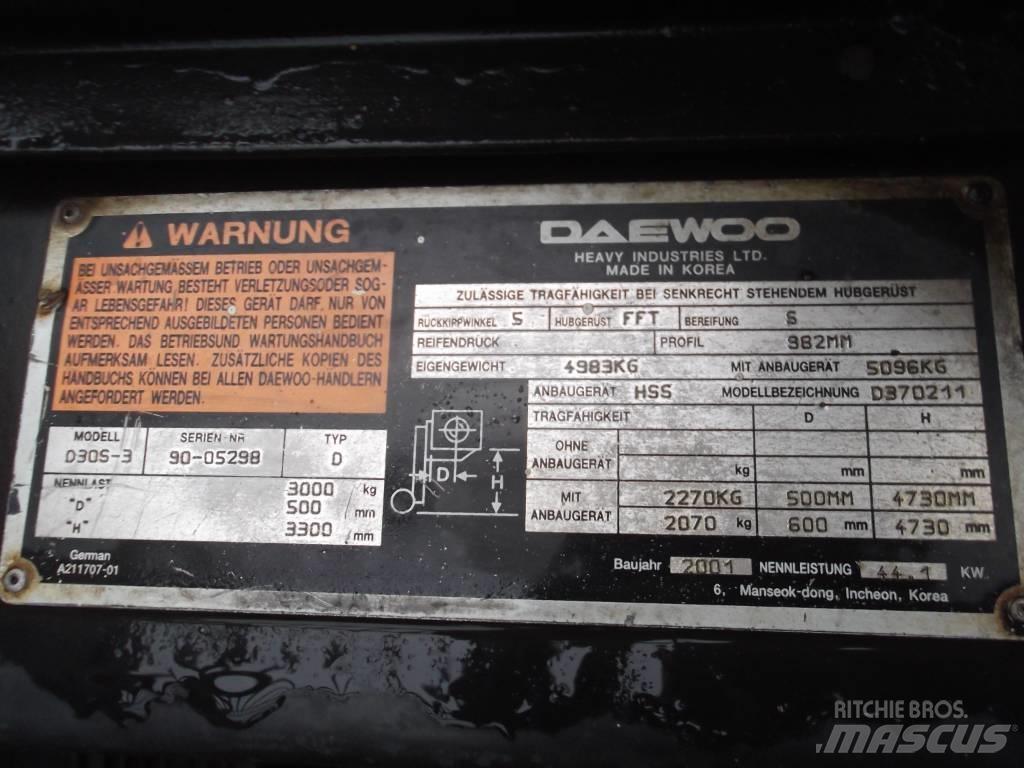 WARNUNG
BEI UNSACHGEMÄSSEM BETRIEB ODER UNSACHGEM-
ÄSSER WARTUNG, BESTEHT VERLETZUNGSODER SOG-
AR LEBENSGEFAHR! DIESES GERÄT DARF NUR VON
ENTSPRECHEND AUSGEBILDETEN PERSONEN BEDIENT
WERDEN. DAS BETRIEBSUND WARTUNGSHANDBUCH
AUFMERKSAM LESEN. ZUSÄTZLICHE KOPIEN DES
HANDBUCHS KÖNNEN BEI ALLEN DAEWOO-HÄNDLERN
ANGEFORDERT WERDEN.
MODELL SERIEN-NR TYP
D30S-3 90-05298 D
NENNLAST 3000 kg
"D" 500 mm
"H" 3300 mm
German
A211707-01
D H
DAEWOO
HEAVY INDUSTRIES LTD.
MADE IN KOREA
ZULÄSSIGE TRAGFÄHIGKEIT BEI SENKRECHT STEHENDEM HUBGERÜST
RÜCKKIPPWINKEL 5 HUBGERÜST FFT BEREIFUNG S
REIFENDRUCK PROFIL 982MM
EIGENGEWICHT 4983KG MIT ANBAUGERÄT 5096KG
ANBAUGERÄT HSS MODELLBEZEICHNUNG D370211
TRAGFÄHIGKEIT D H
OHNE
ANBAUGERÄT kg mm mm
MIT 2270KG 500MM 4730MM
ANBAUGERÄT 2070 kg 600 mm 4730 mm
Baujahr 2001 NENNLEISTUNG 44.1 KW
6, Manseok-dong, Incheon, Korea
RITCHIE BROS.
MASCUS